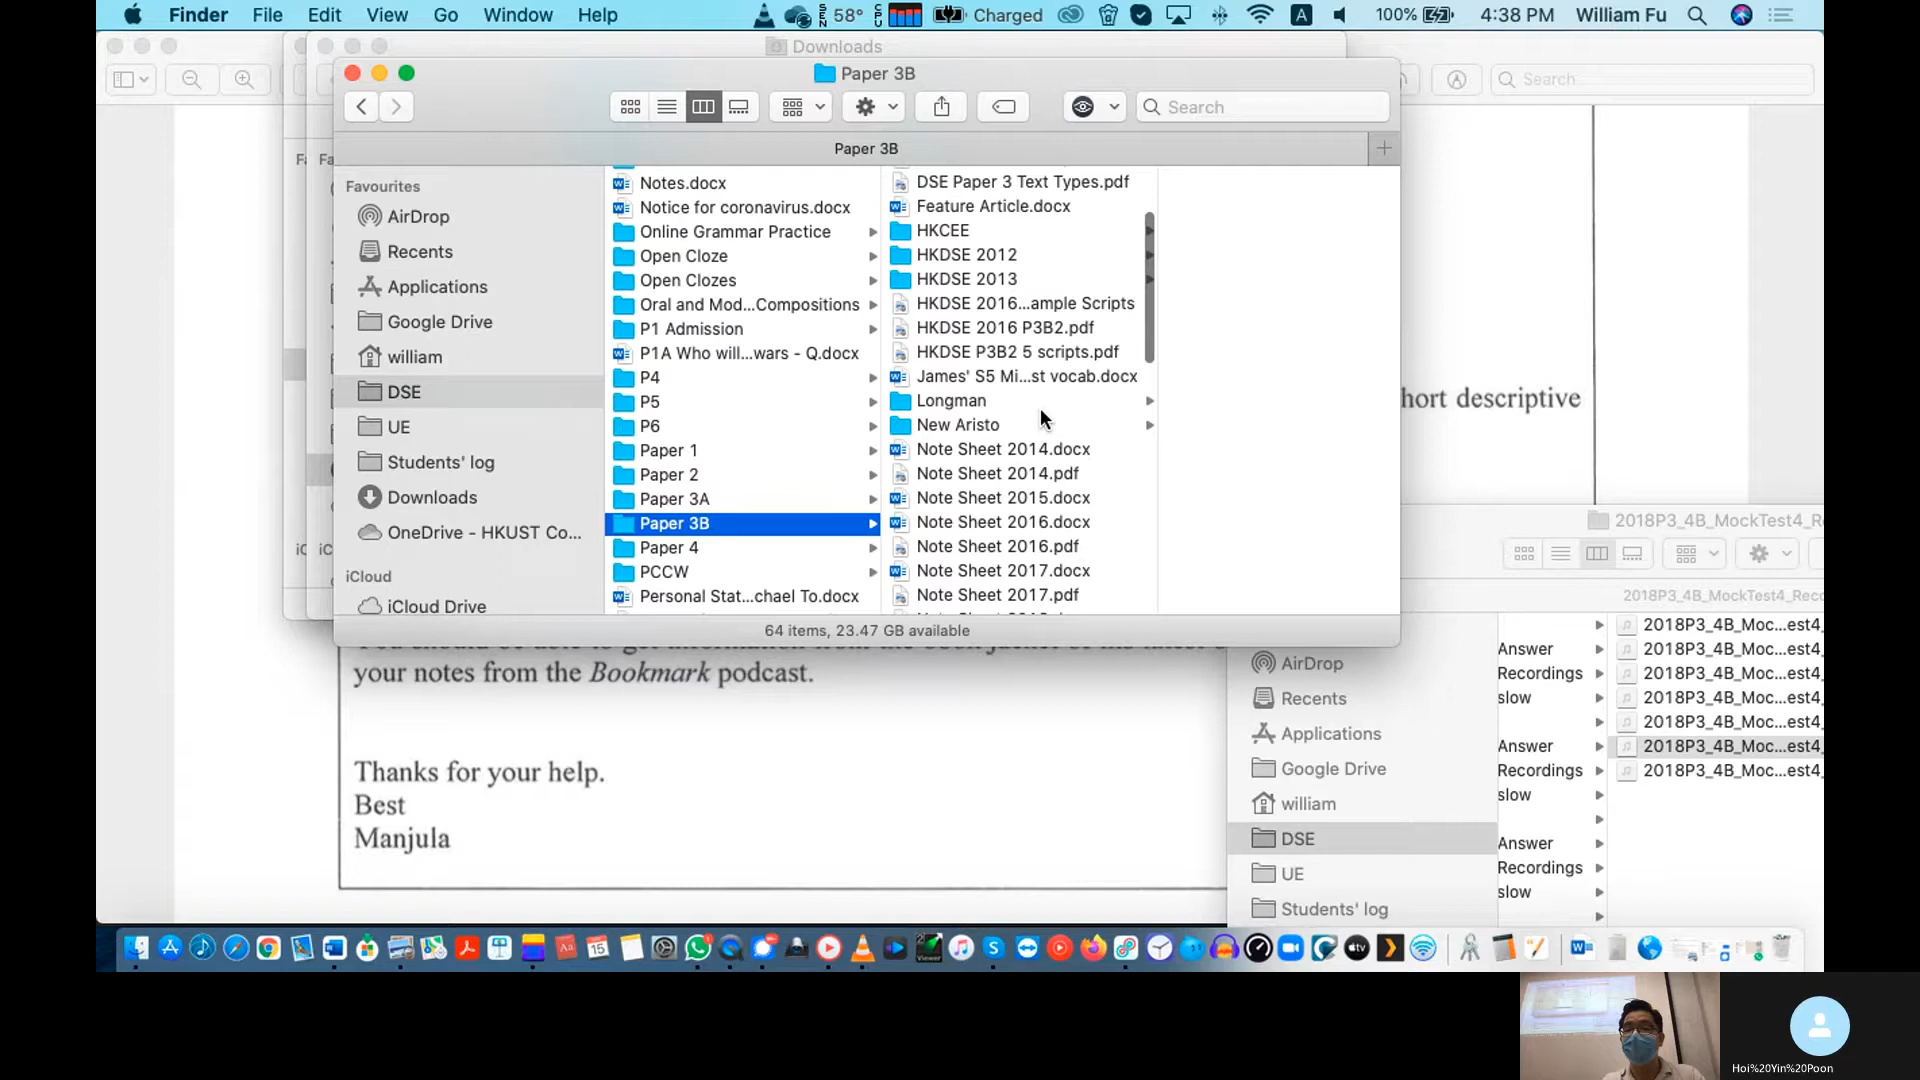 Finder File Edit View Go Window Help
58° Charged 100% 4:38 PM William Fu
Downloads
Search
Paper 3B
Search
Paper 3B
Favourites
AirDrop
Recents
Applications
Google Drive
william
DSE
UE
Students' log
Downloads
OneDrive - HKUST Co...
iCloud
iCloud Drive
Notes.docx
Notice for coronavirus.docx
Online Grammar Practice
Open Cloze
Open Clozes
Oral and Mod...Compositions
P1 Admission
P1A Who will...wars - Q.docx
P4
P5
P6
Paper 1
Paper 2
Paper 3A
Paper 3B
Paper 4
PCCW
Personal Stat...chael To.docx
DSE Paper 3 Text Types.pdf
Feature Article.docx
HKCEE
HKDSE 2012
HKDSE 2013
HKDSE 2016...ample Scripts
HKDSE 2016 P3B2.pdf
HKDSE P3B2 5 scripts.pdf
James' S5 Mi...st vocab.docx
Longman
New Aristo
Note Sheet 2014.docx
Note Sheet 2014.pdf
Note Sheet 2015.docx
Note Sheet 2016.docx
Note Sheet 2016.pdf
Note Sheet 2017.docx
Note Sheet 2017.pdf
64 items, 23.47 GB available
hort descriptive
your notes from the Bookmark podcast.
Thanks for your help.
Best
Manjula
2018P3_4B_MockTest4_R
2018P3_4B_MockTest4_Reco
AirDrop
Recents
Applications
Google Drive
william
DSE
UE
Students' log
Answer
Recordings
slow
Answer
Recordings
slow
Answer
Recordings
slow
2018P3_4B_Moc...est4_
2018P3_4B_Moc...est4_
2018P3_4B_Moc...est4_
2018P3_4B_Moc...est4_
2018P3_4B_Moc...est4_
2018P3_4B_Moc...est4_
2018P3_4B_Moc...est4_
Hoi%20Yin%20Poon